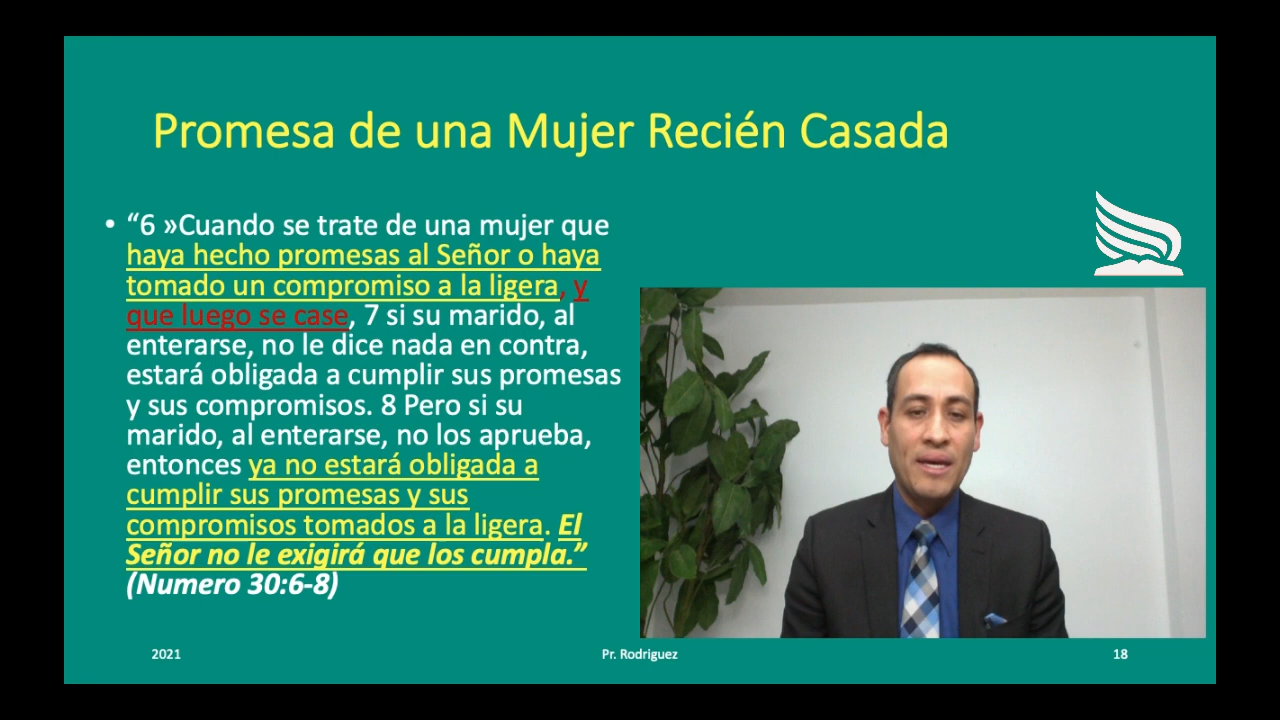 Promesa de una Mujer Recién Casada
• “6 »Cuando se trate de una mujer que
haya hecho promesas al Señor o haya
tomado un compromiso a la ligera, y
que luego se case, 7 si su marido, al
enterarse, no le dice nada en contra,
estará obligada a cumplir sus promesas
y sus compromisos. 8 Pero si su
marido, al enterarse, no los aprueba,
entonces ya no estará obligada a
cumplir sus promesas y sus
compromisos tomados a la ligera. El
Señor no le exigirá que los cumpla.”
(Numero 30:6-8)
2021
Pr. Rodriguez
18